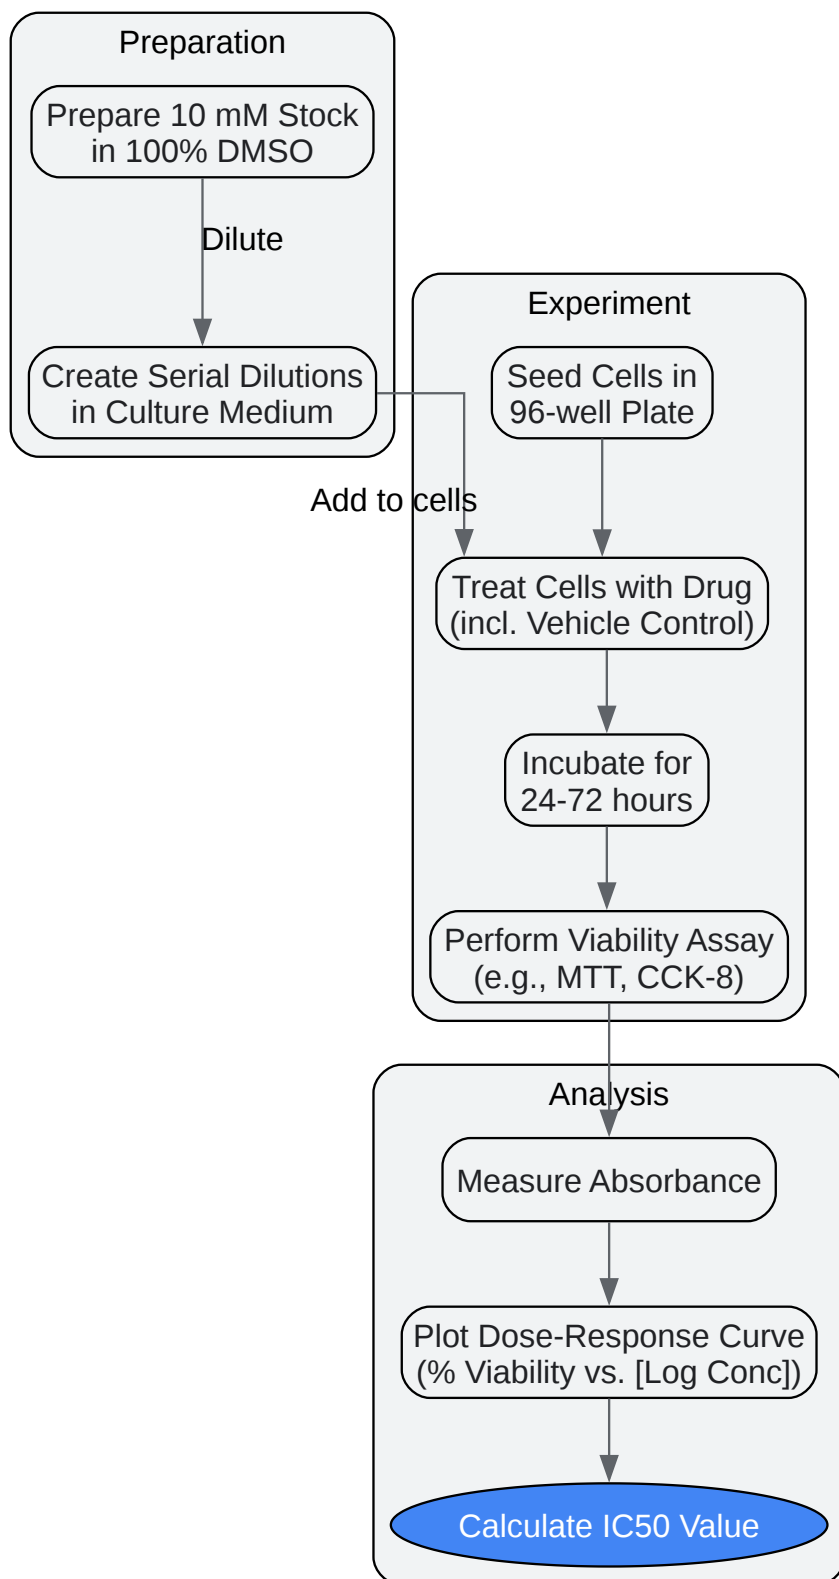 Preparation
Prepare 10 mM Stock
in 100% DMSO
Dilute
Create Serial Dilutions
in Culture Medium
Add to cells
Experiment
Seed Cells in
96-well Plate
Treat Cells with Drug
(incl. Vehicle Control)
Incubate for
24-72 hours
Perform Viability Assay
(e.g., MTT, CCK-8)
Analysis
Measure Absorbance
Plot Dose-Response Curve
(% Viability vs. [Log Conc])
Calculate IC50 Value